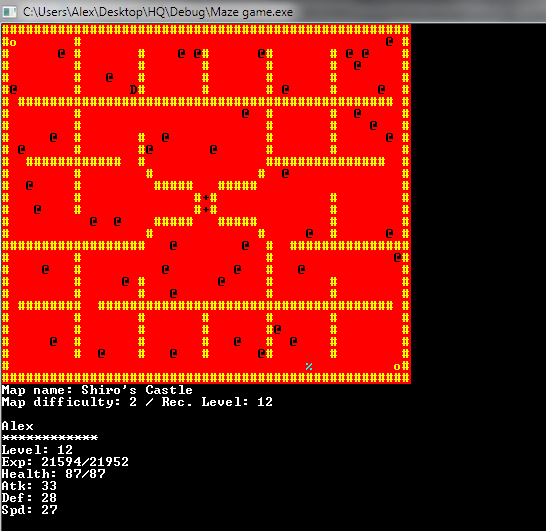 C:\Users\Alex\Desktop\HQ\Debug\Maze game.exe
Map name: Shiro's Castle
Map difficulty: 2 / Rec. Level: 12
Alex
************
Level: 12
Exp: 21594/21952
Health: 87/87
Atk: 33
Def: 28
Spd: 27